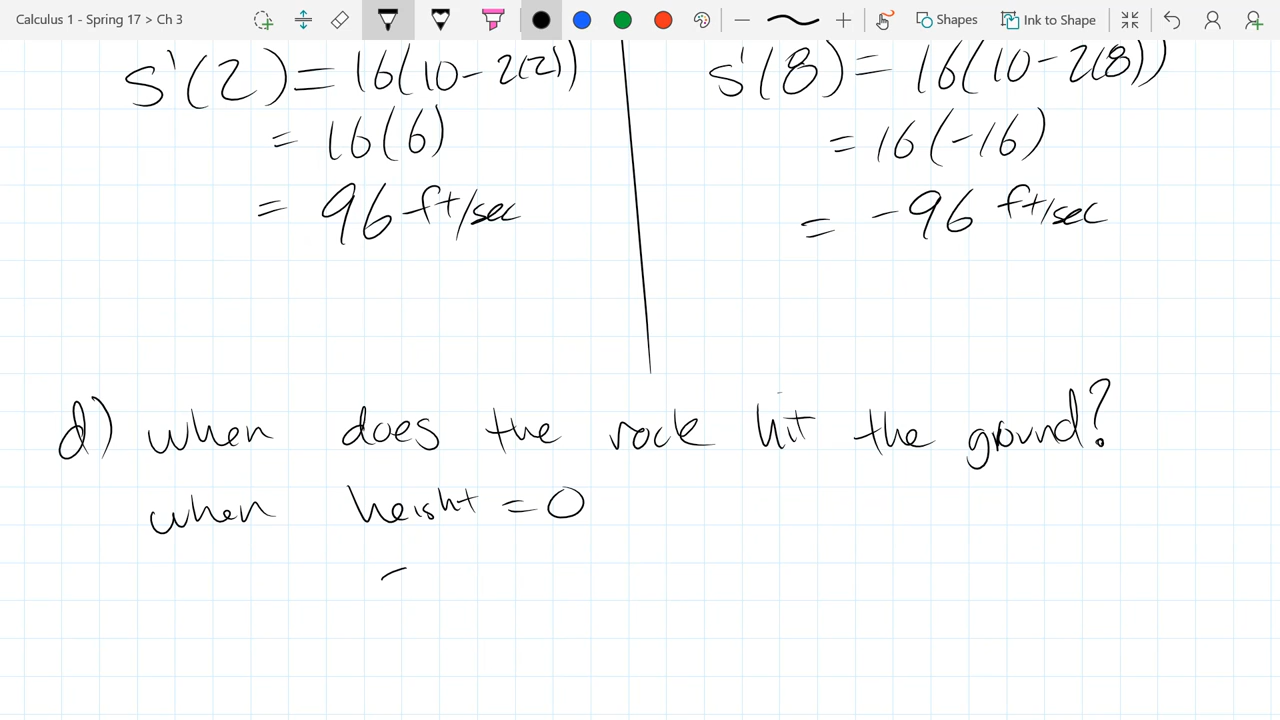 Calculus 1 - Spring 17 > Ch 3
Shapes
Ink to Shape
s'(2) = 16(10 - 2(2))
= 16(6)
= 96 ft/sec
s'(8) = 16(10 - 2(8))
= 16(-16)
= -96 ft/sec
d) when does the rock hit the ground?
when height = 0